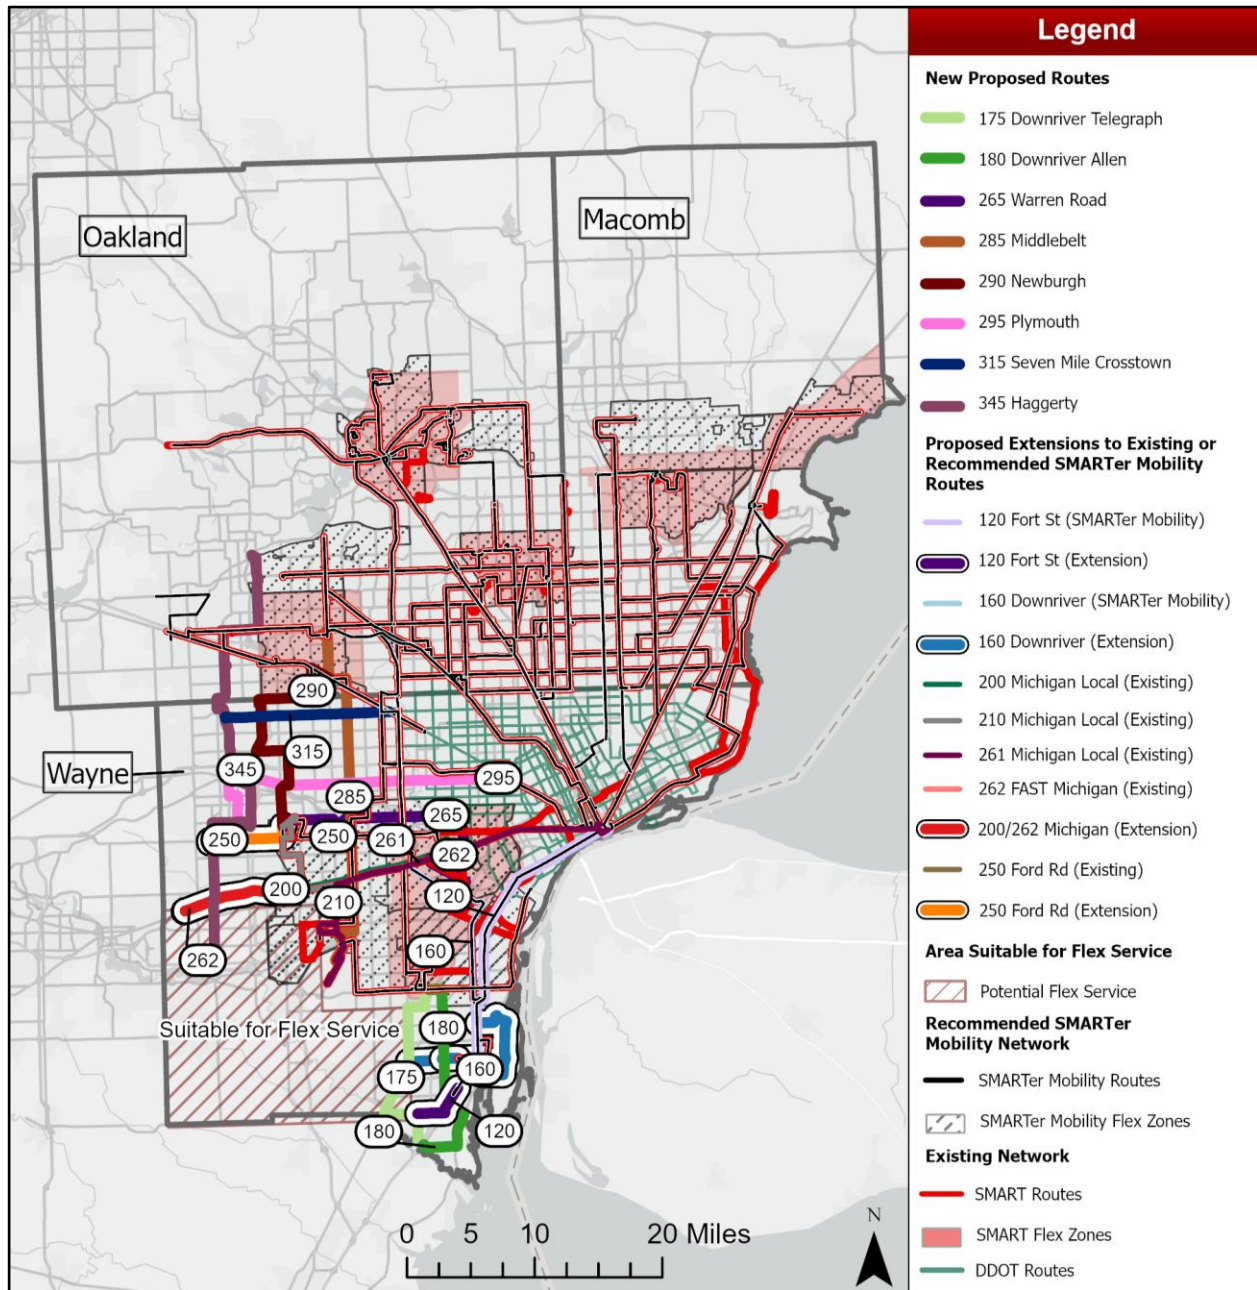 Oakland
Macomb
290
315
Wayne
345
295
285
250
250
261
265
262
200
120
210
160
262
Suitable for Flex Service
180
175
160
180
120
0 5 10 20 Miles
N
Legend
New Proposed Routes
175 Downriver Telegraph
180 Downriver Allen
265 Warren Road
285 Middlebelt
290 Newburgh
295 Plymouth
315 Seven Mile Crosstown
345 Haggerty
Proposed Extensions to Existing or
Recommended SMARTer Mobility
Routes
120 Fort St (SMARTer Mobility)
120 Fort St (Extension)
160 Downriver (SMARTer Mobility)
160 Downriver (Extension)
200 Michigan Local (Existing)
210 Michigan Local (Existing)
261 Michigan Local (Existing)
262 FAST Michigan (Existing)
200/262 Michigan (Extension)
250 Ford Rd (Existing)
250 Ford Rd (Extension)
Area Suitable for Flex Service
Potential Flex Service
Recommended SMARTer
Mobility Network
SMARTer Mobility Routes
SMARTer Mobility Flex Zones
Existing Network
SMART Routes
SMART Flex Zones
DDOT Routes